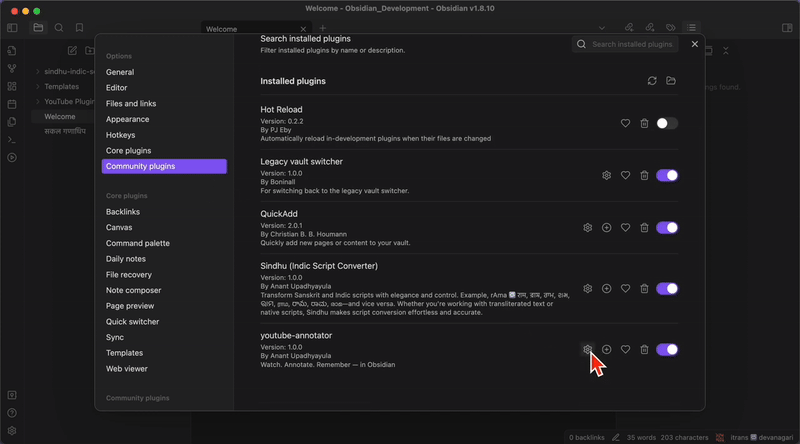 Welcome - Obsidian_Development - Obsidian v1.8.10
Welcome
sindhu-indic-s
Templates
YouTube Plugin
Welcome
सकल गणाधिप
Options
General
Editor
Files and links
Appearance
Hotkeys
Core plugins
Community plugins
Core plugins
Backlinks
Canvas
Command palette
Daily notes
File recovery
Note composer
Page preview
Quick switcher
Sync
Templates
Web viewer
Community plugins
Search installed plugins
Filter installed plugins by name or description.
Search installed plugins
Installed plugins
Hot Reload
Version: 0.2.2
By PJ Eby
Automatically reload in-development plugins when their files are changed
Legacy vault switcher
Version: 1.0.0
By Boninall
For switching back to the legacy vault switcher.
QuickAdd
Version: 2.0.1
By Christian B. B. Houmann
Quickly add new pages or content to your vault.
Sindhu (Indic Script Converter)
Version: 1.0.0
By Anant Upadhyayula
Transform Sanskrit and Indic scripts with elegance and control. Example, rAma
and vice versa. Whether you're working with transliterated text or
native scripts, Sindhu makes script conversion effortless and accurate.
youtube-annotator
Version: 1.0.0
By Anant Upadhyayula
Watch. Annotate. Remember — in Obsidian
ngs found.
0 backlinks 35 words 203 characters itrans devanagari